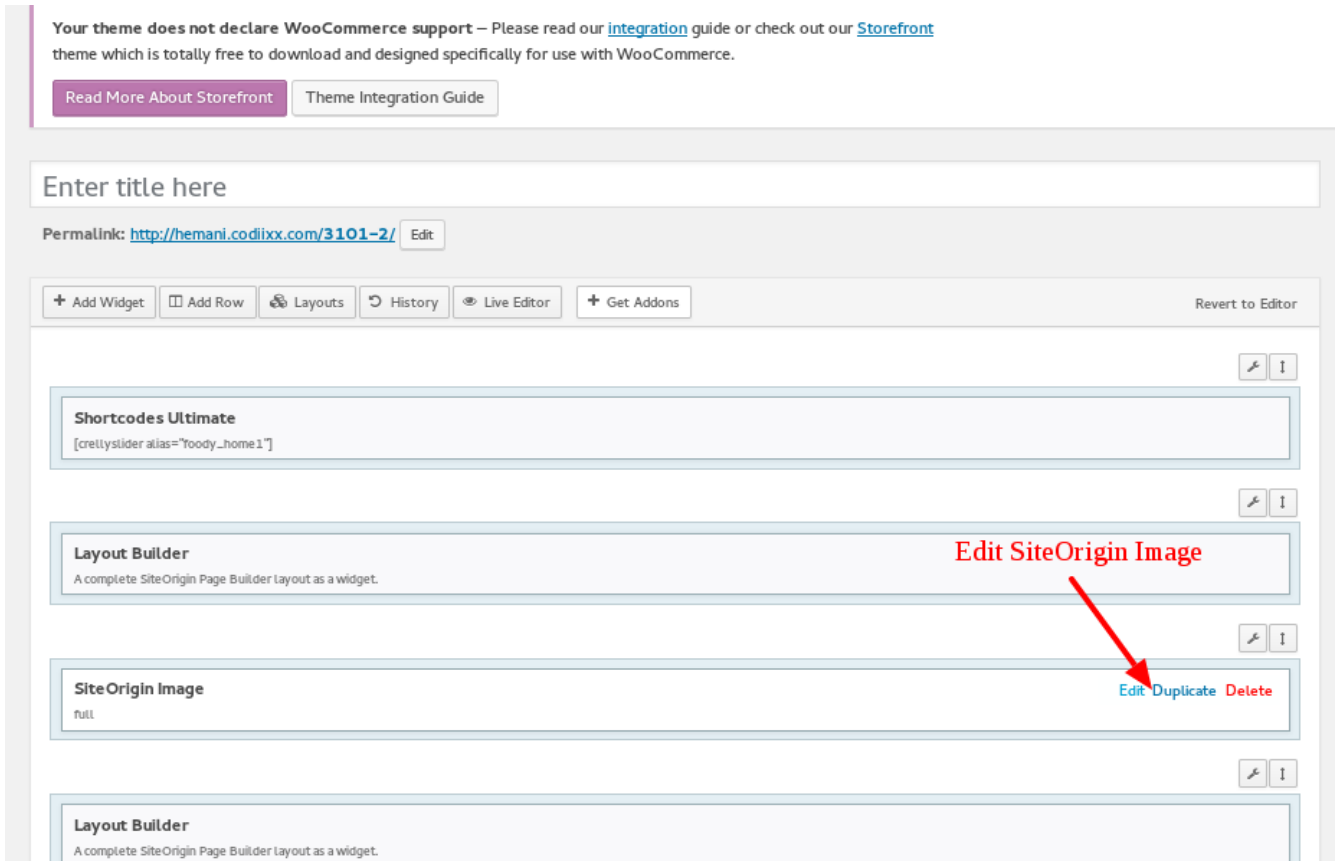 Your theme does not declare WooCommerce support – Please read our integration guide or check out our Storefront
theme which is totally free to download and designed specifically for use with WooCommerce.
Read More About Storefront Theme Integration Guide
Enter title here
Permalink: http://hemani.codiixx.com/3101-2/ Edit
Add Widget Add Row Layouts History Live Editor Get Addons Revert to Editor
Shortcodes Ultimate
[crellyslider alias="foody_home1"]
Layout Builder
A complete SiteOrigin Page Builder layout as a widget.
Edit SiteOrigin Image
SiteOrigin Image
Edit Duplicate Delete
full
Layout Builder
A complete SiteOrigin Page Builder layout as a widget.